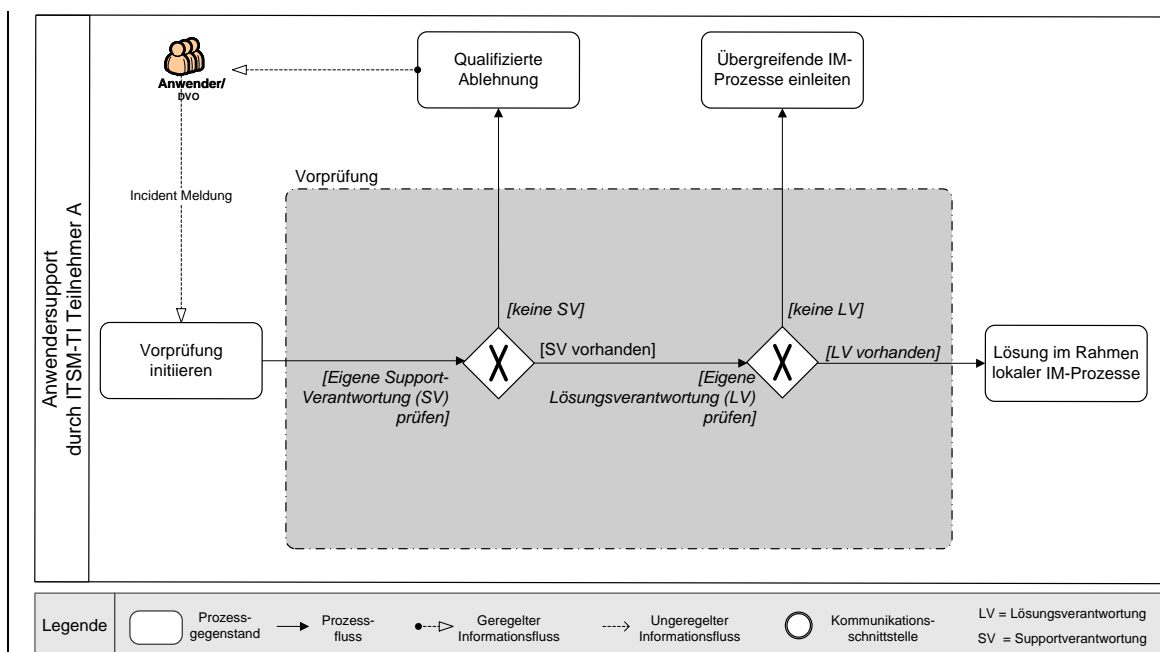 Anwendersupport
durch ITSM-TI Teilnehmer A
Anwender/
DVO
Qualifizierte
Ablehnung
Übergreifende IM-
Prozesse einleiten
Incident Meldung
Vorprüfung
Vorprüfung
initiieren
[keine SV]
[keine LV]
[Eigene Support-
Verantwortung (SV)
prüfen]
[SV vorhanden]
[Eigene
Lösungsverantwortung (LV)
prüfen]
[LV vorhanden]
Lösung im Rahmen
lokaler IM-Prozesse
Legende
Prozess-
gegenstand
Prozess-
fluss
Geregelter
Informationsfluss
Ungeregelter
Informationsfluss
Kommunikations-
schnittstelle
LV = Lösungsverantwortung
SV = Supportverantwortung